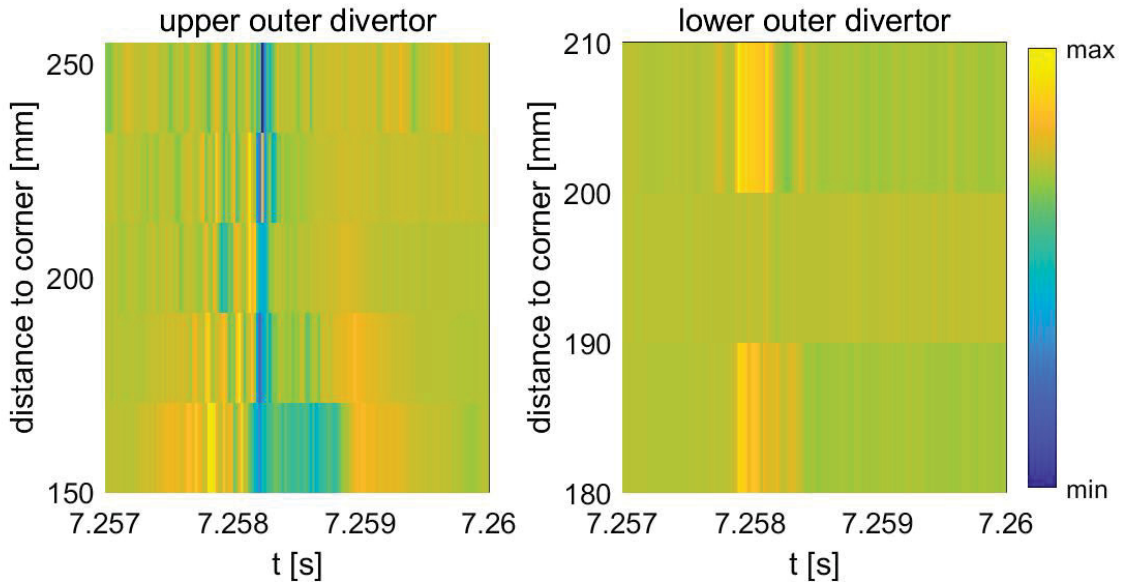 upper outer divertor
lower outer divertor
distance to corner [mm]
250
200
150
7.257
7.258
7.259
7.26
t [s]
distance to corner [mm]
210
200
190
180
7.257
7.258
7.259
7.26
t [s]
max
min